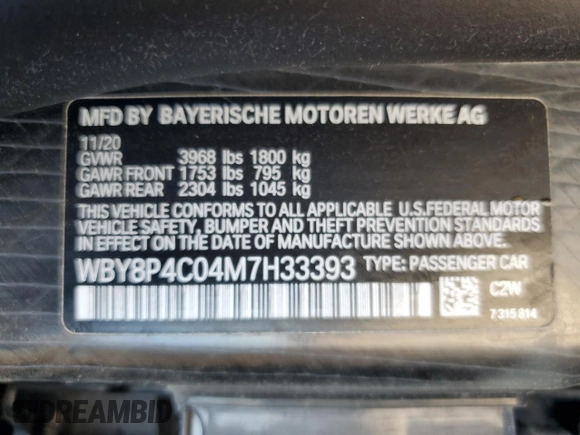 MFD BY BAYERISCHE MOTOREN WERKE AG
11/20
GVWR 3968 lbs 1800 kg
GAWR FRONT 1753 lbs 795 kg
GAWR REAR 2304 lbs 1045 kg
THIS VEHICLE CONFORMS TO ALL APPLICABLE U.S.FEDERAL MOTOR
VEHICLE SAFETY, BUMPER AND THEFT PREVENTION STANDARDS
IN EFFECT ON THE DATE OF MANUFACTURE SHOWN ABOVE.
WBY8P4C04M7H33393 TYPE: PASSENGER CAR
C2W
7 315 814
IDREAMBID